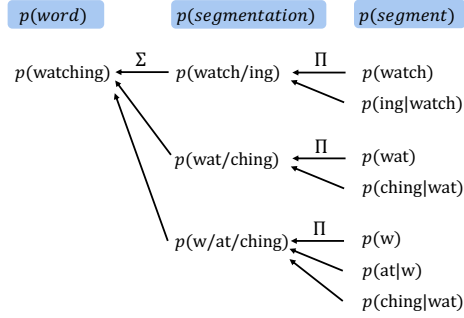 p(word) p(segmentation) p(segment)
p(watching) Σ p(watch/ing) Π p(watch)
p(ing|watch)
p(wat/ching) Π p(wat)
p(ching|wat)
p(w/at/ching) Π p(w)
p(at|w)
p(ching|wat)